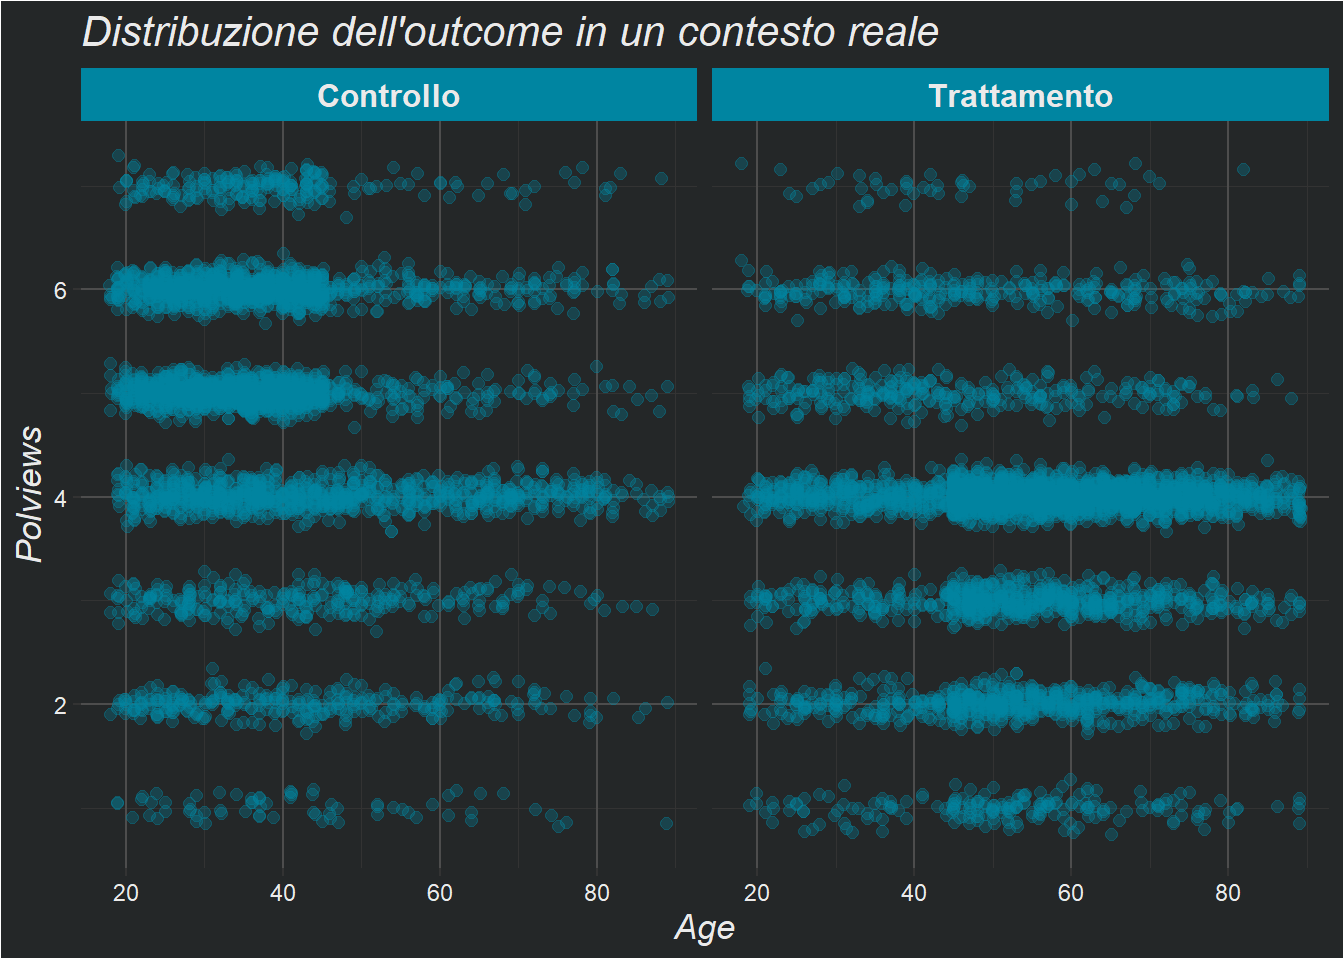 Distribuzione dell'outcome in un contesto reale
Controllo
Trattamento
Polviews
6
4
2
20
40
60
80
20
40
60
80
Age